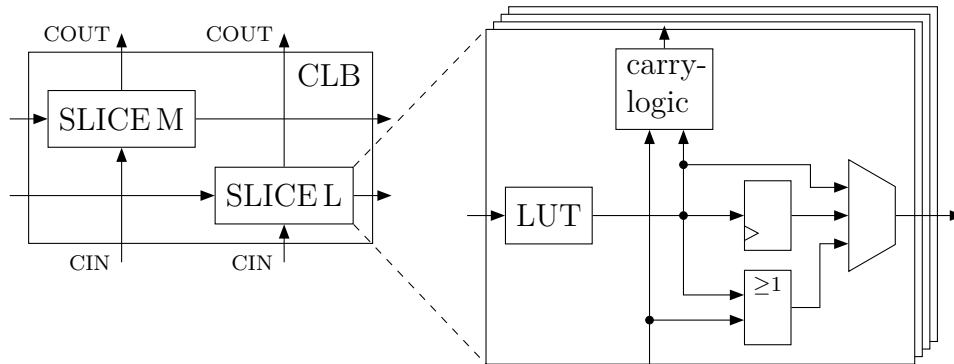 COUT
COUT
CLB
SLICE M
SLICE L
CIN
CIN
carry-
logic
LUT
≥1